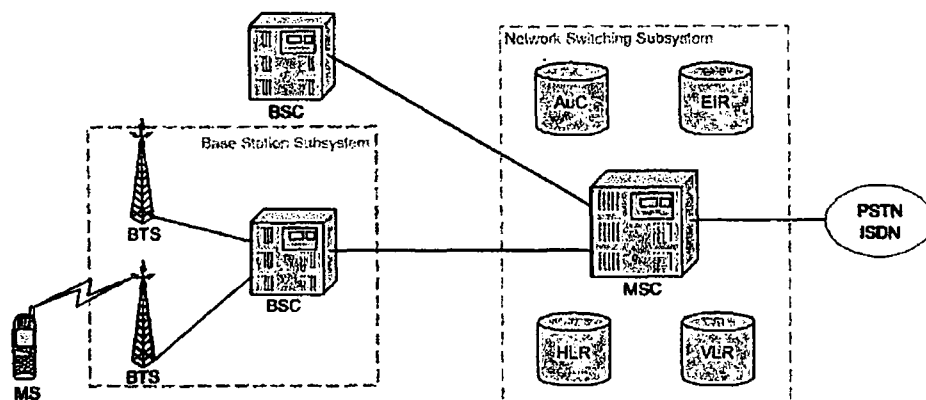 Network Switching Subsystem
AuC
EIR
BSC
Base Station Subsystem
BTS
BSC
MSC
PSTN
ISDN
BTS
MS
HLR
VLR